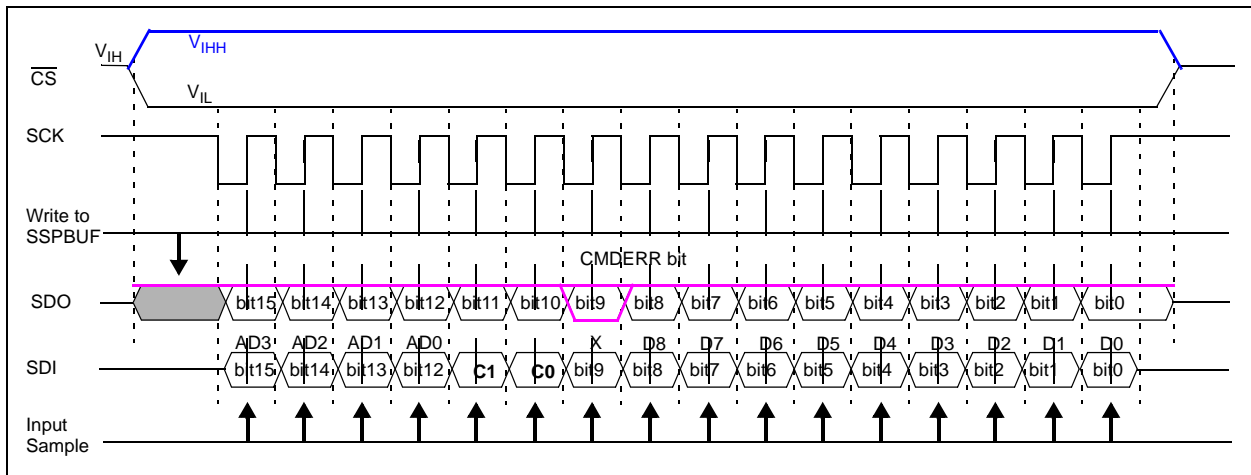 VIHH
VIH
CS
VIL
SCK
Write to
SSPBUF
CMDERR bit
SDO bit15 bit14 bit13 bit12 bit11 bit10 bit9 bit8 bit7 bit6 bit5 bit4 bit3 bit2 bit1 bit0
AD3 AD2 AD1 AD0 X D8 D7 D6 D5 D4 D3 D2 D1 D0
SDI bit15 bit14 bit13 bit12 C1 C0 bit9 bit8 bit7 bit6 bit5 bit4 bit3 bit2 bit1 bit0
Input
Sample